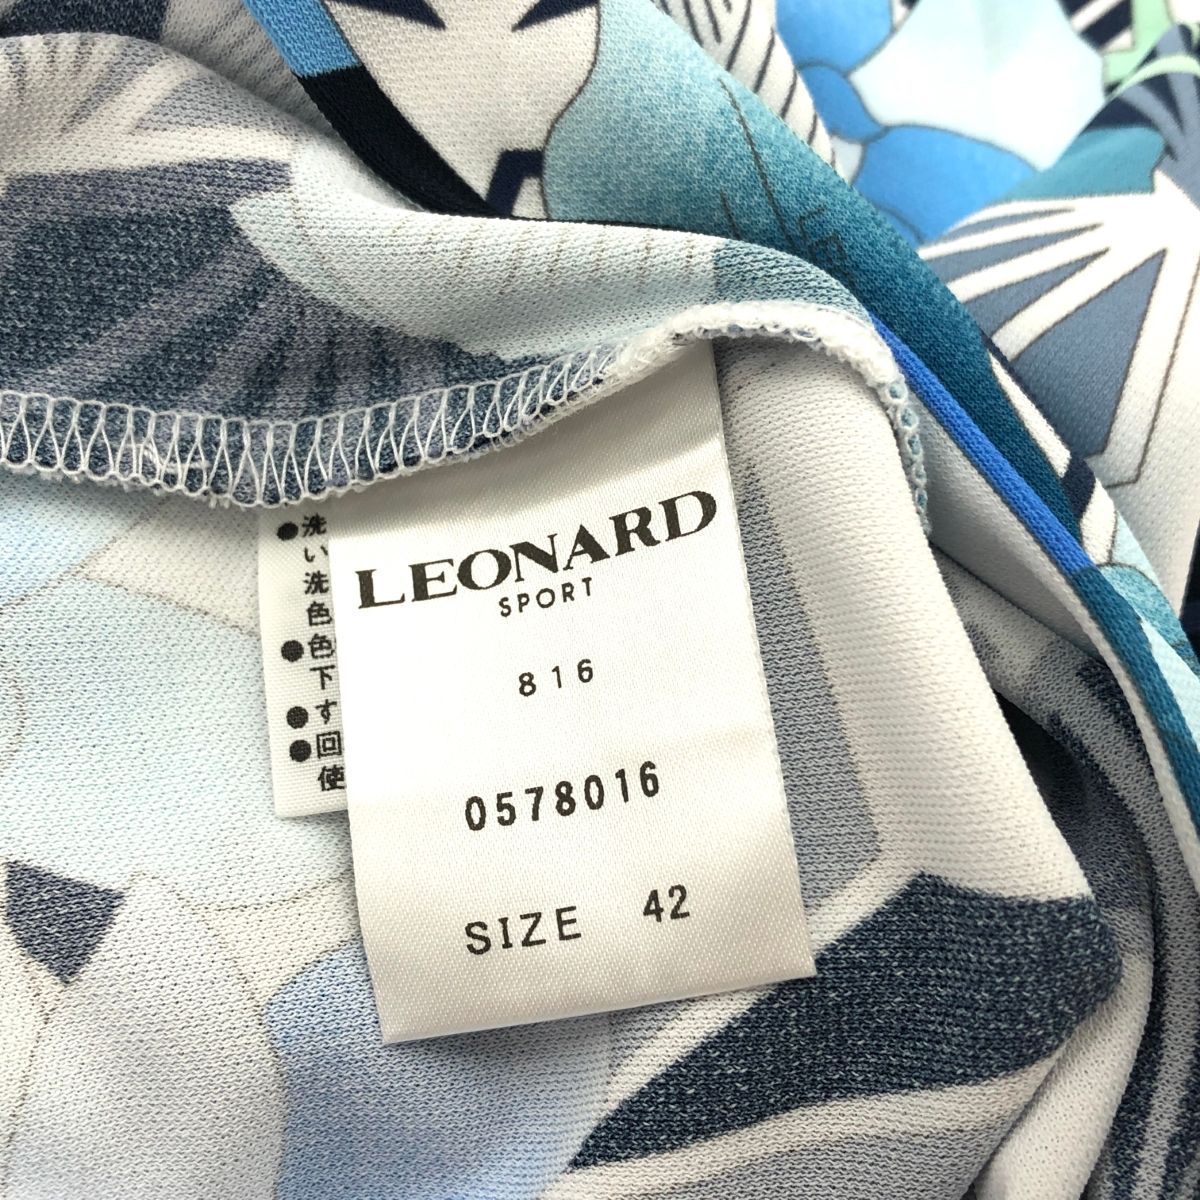 LEONARD
SPORT
816
0578016
SIZE 42
●洗
い
洗
色
●色
下
●す
●回
使